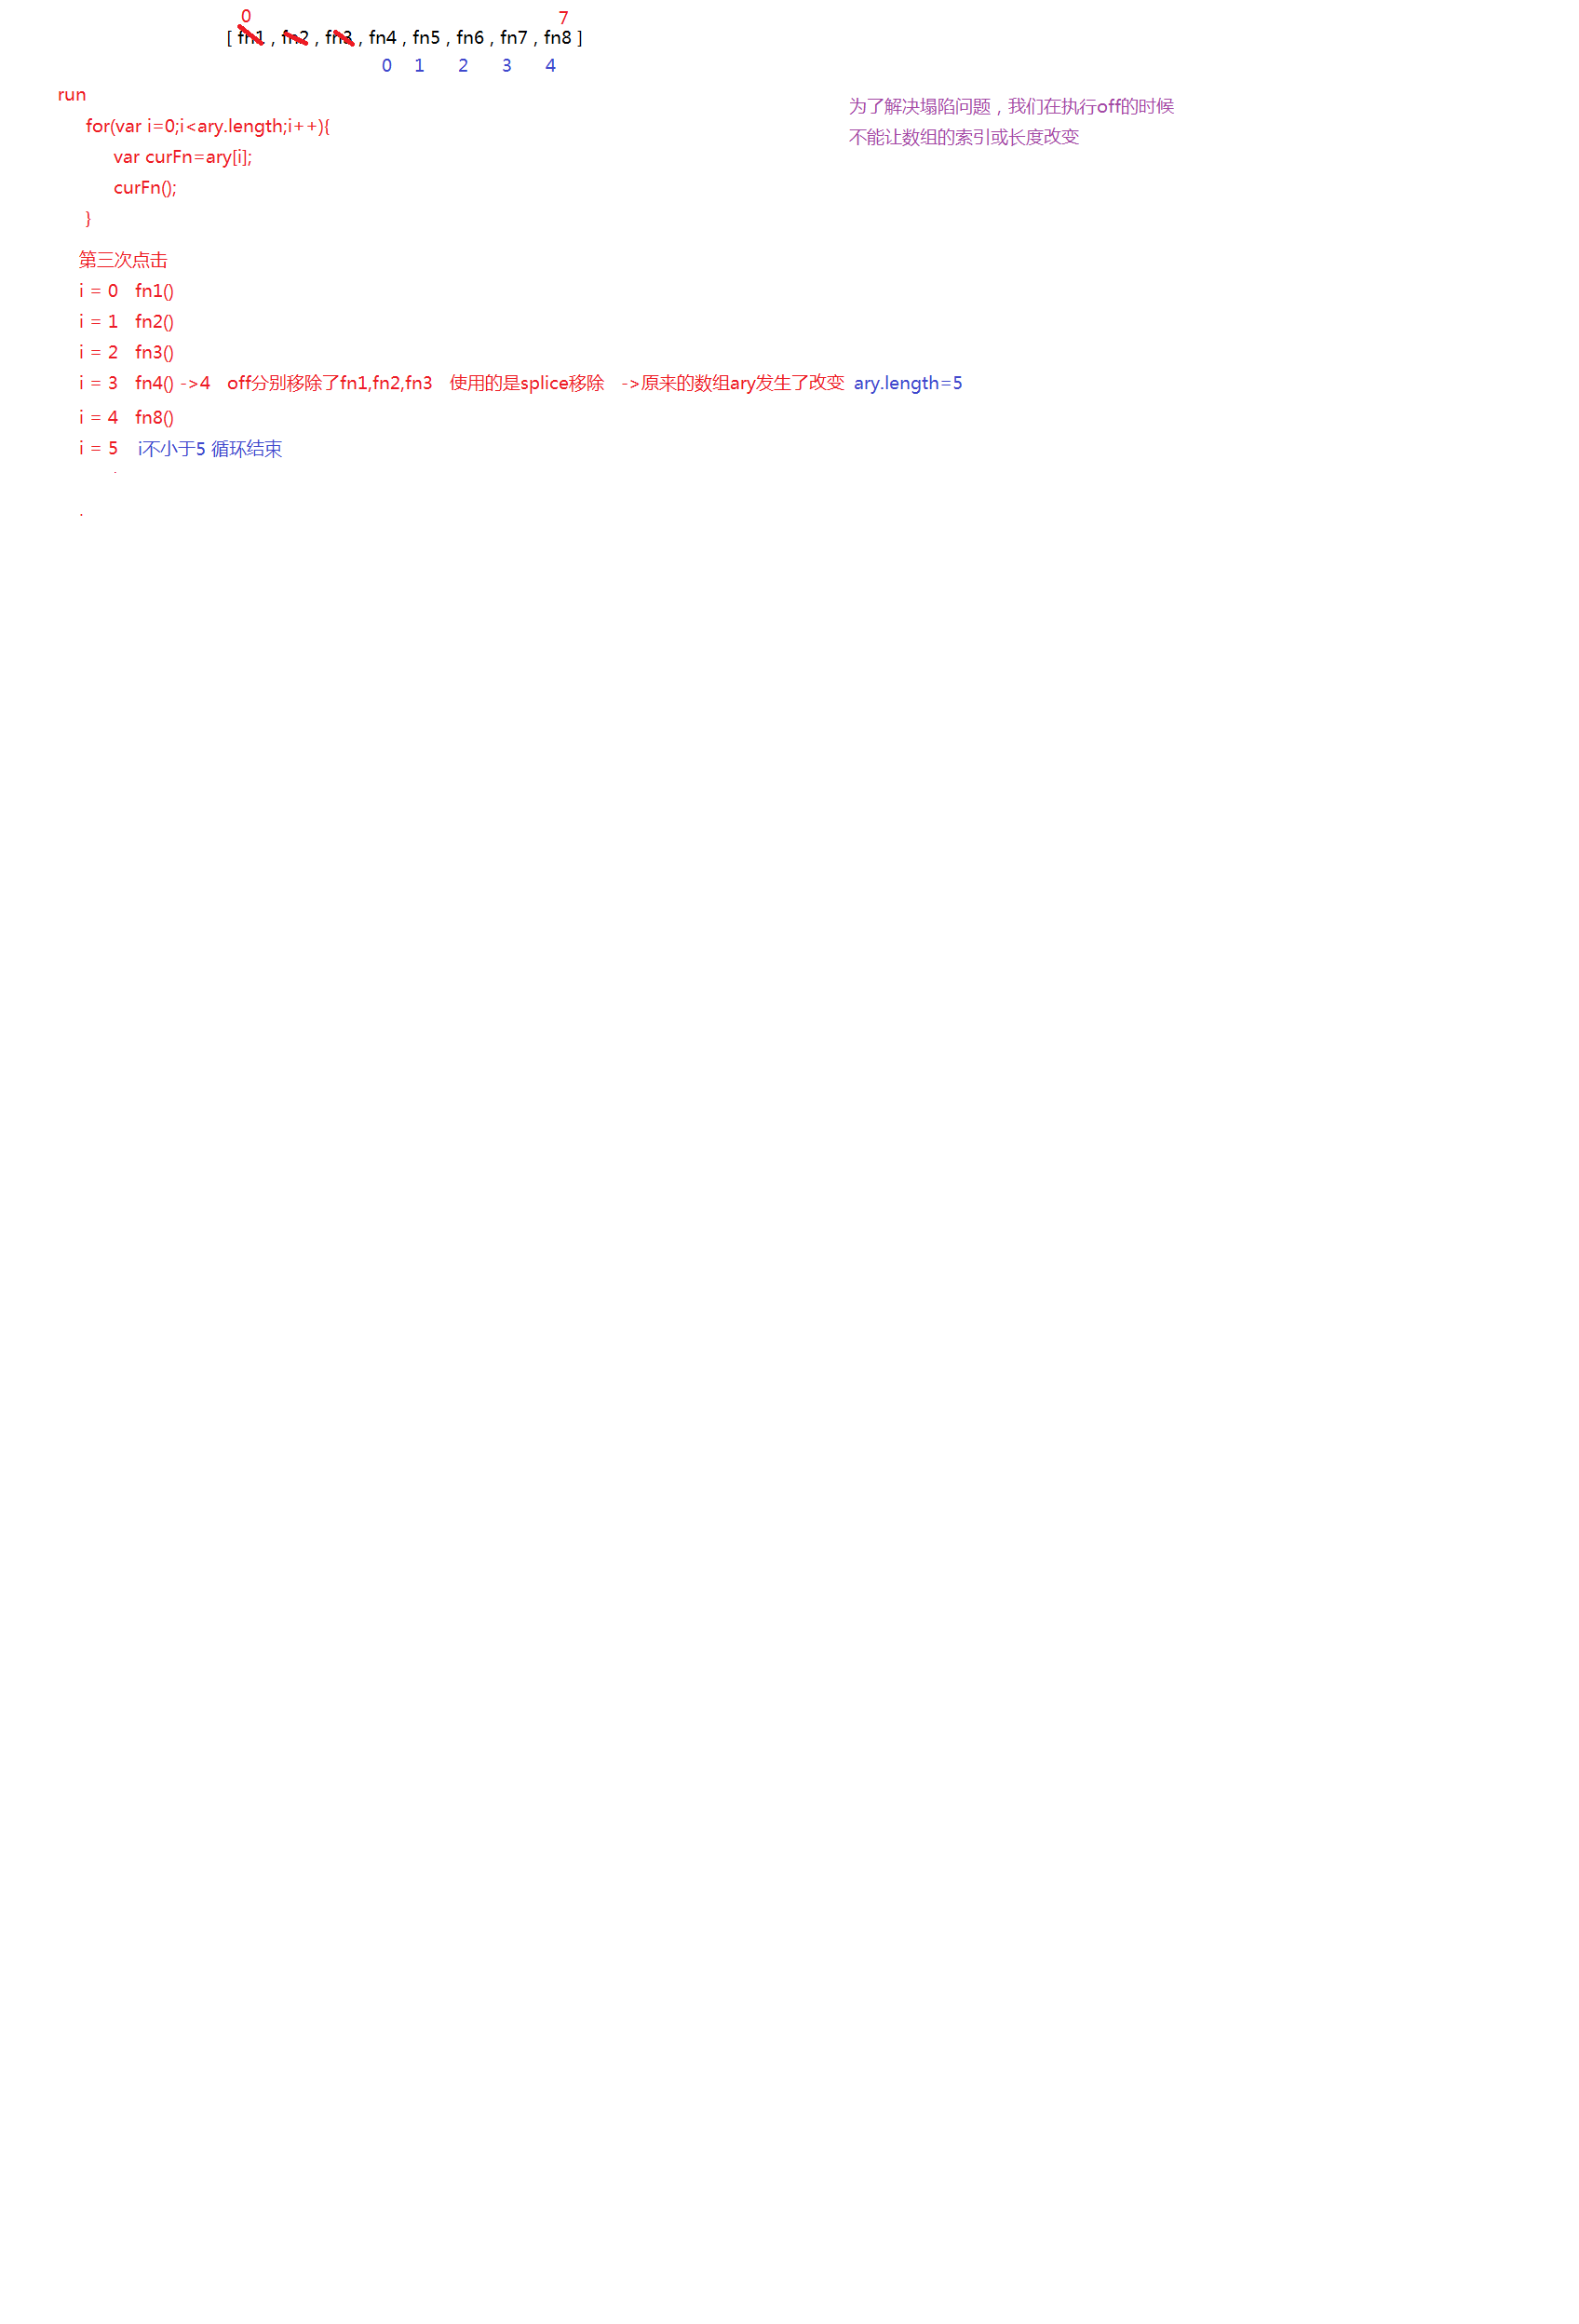 0 7
[ fn1 , fn2 , fn3 , fn4 , fn5 , fn6 , fn7 , fn8 ]
0 1 2 3 4
run
for(var i=0;i<ary.length;i++){
var curFn=ary[i];
curFn();
}
为了解决塌陷问题，我们在执行off的时候
不能让数组的索引或长度改变
第三次点击
i = 0 fn1()
i = 1 fn2()
i = 2 fn3()
i = 3 fn4() ->4 off分别移除了fn1,fn2,fn3 使用的是splice移除 ->原来的数组ary发生了改变 ary.length=5
i = 4 fn8()
i = 5 i不小于5 循环结束